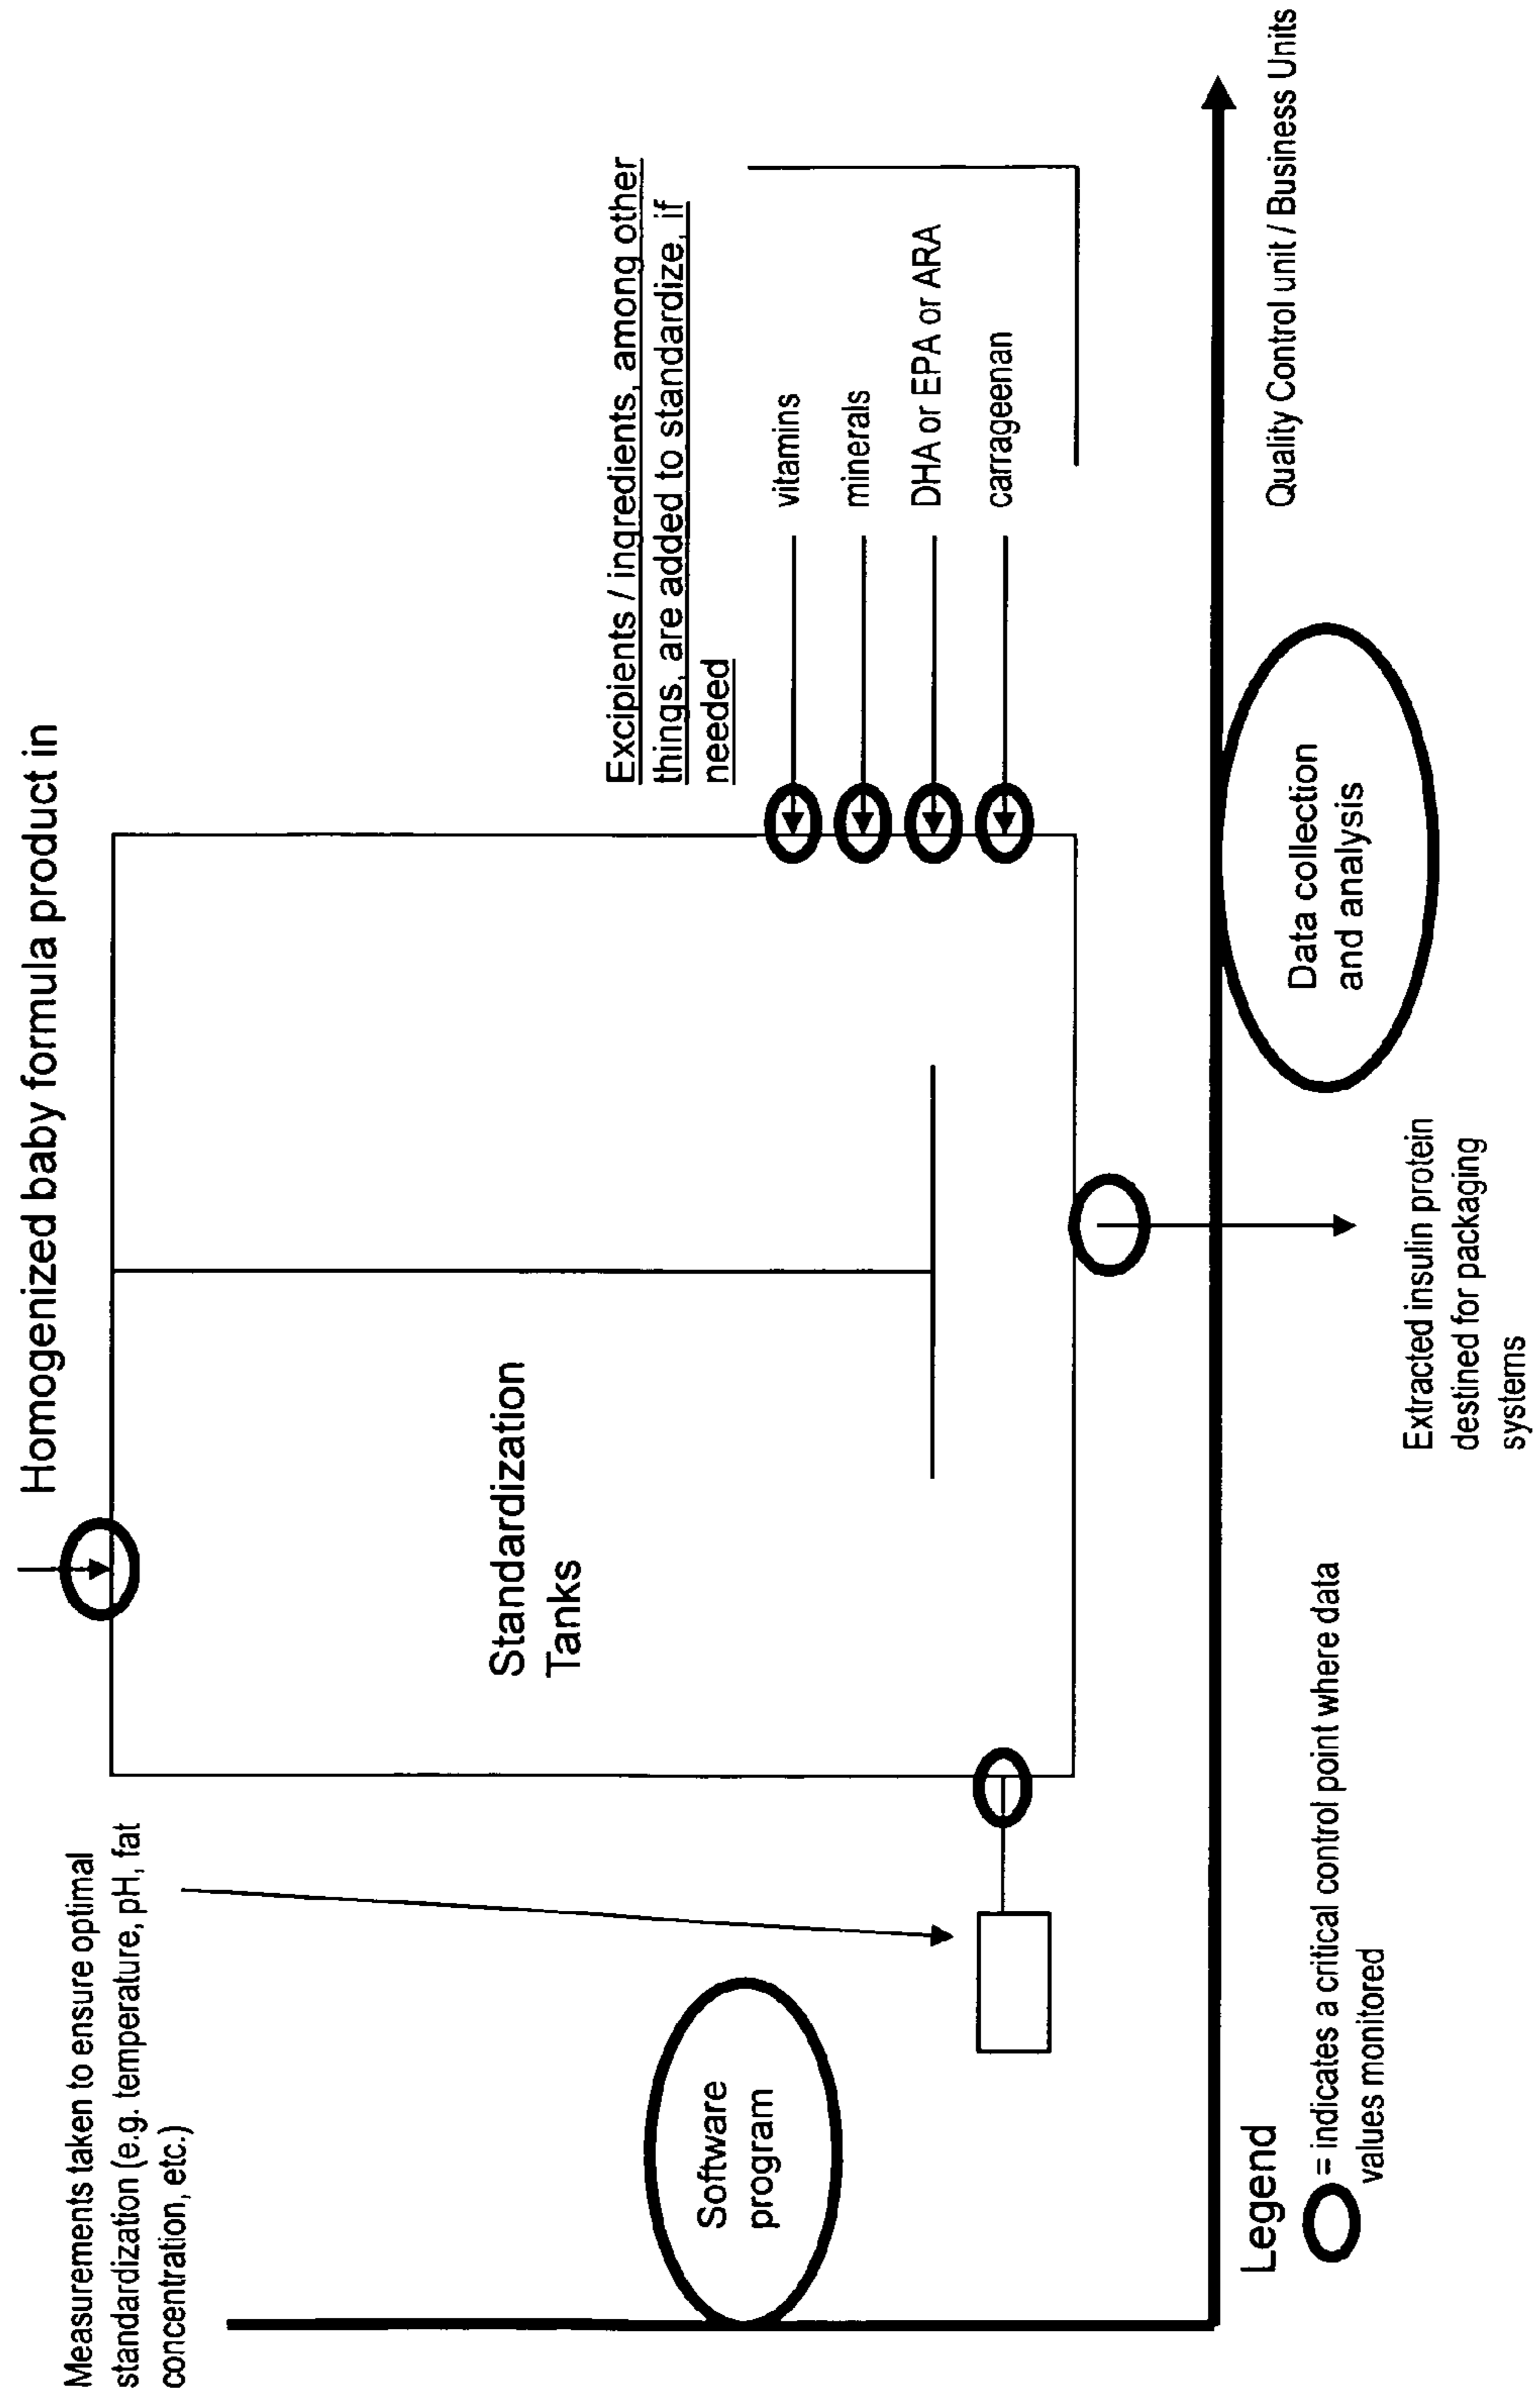 Homogenized baby formula product in
Measurements taken to ensure optimal
standardization (e.g. temperature, pH, fat
concentration, etc.)
Standardization
Tanks
Excipients / ingredients, among other
things, are added to standardize, if
needed
vitamins
minerals
DHA or EPA or ARA
carrageenan
Software
program
Quality Control unit / Business Units
Data collection
and analysis
Extracted insulin protein
destined for packaging
systems
Legend
= indicates a critical control point where data
values monitored